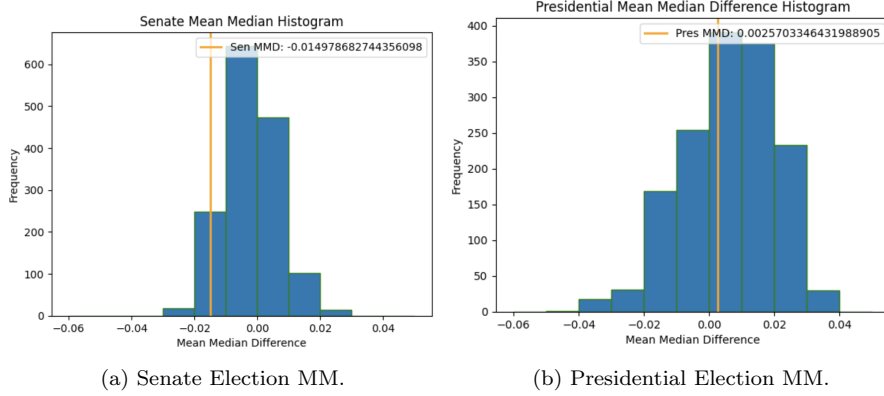 Senate Mean Median Histogram
Sen MMD: -0.014978682744356098
600
500
400
300
200
100
0
Frequency
−0.06 −0.04 −0.02 0.00 0.02 0.04
Mean Median Difference
(a) Senate Election MM.
Presidential Mean Median Difference Histogram
Pres MMD: 0.0025703346431988905
400
350
300
250
200
150
100
50
0
Frequency
−0.06 −0.04 −0.02 0.00 0.02 0.04
Mean Median Difference
(b) Presidential Election MM.